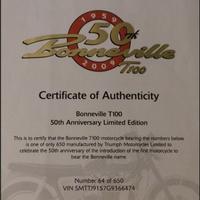 1959
50th
Bonneville
2009 T100
Certificate of Authenticity
Bonneville T100
50th Anniversary Limited Edition
This is to certify that the Bonneville T100 motorcycle bearing the numbers below
is one of only 650 manufactured by Triumph Motorcycles Limited to
celebrate the 50th anniversary of the introduction of the first motorcycle to
bear the Bonneville name
Number 64 of 650
VIN SMTTJ9157G9366474